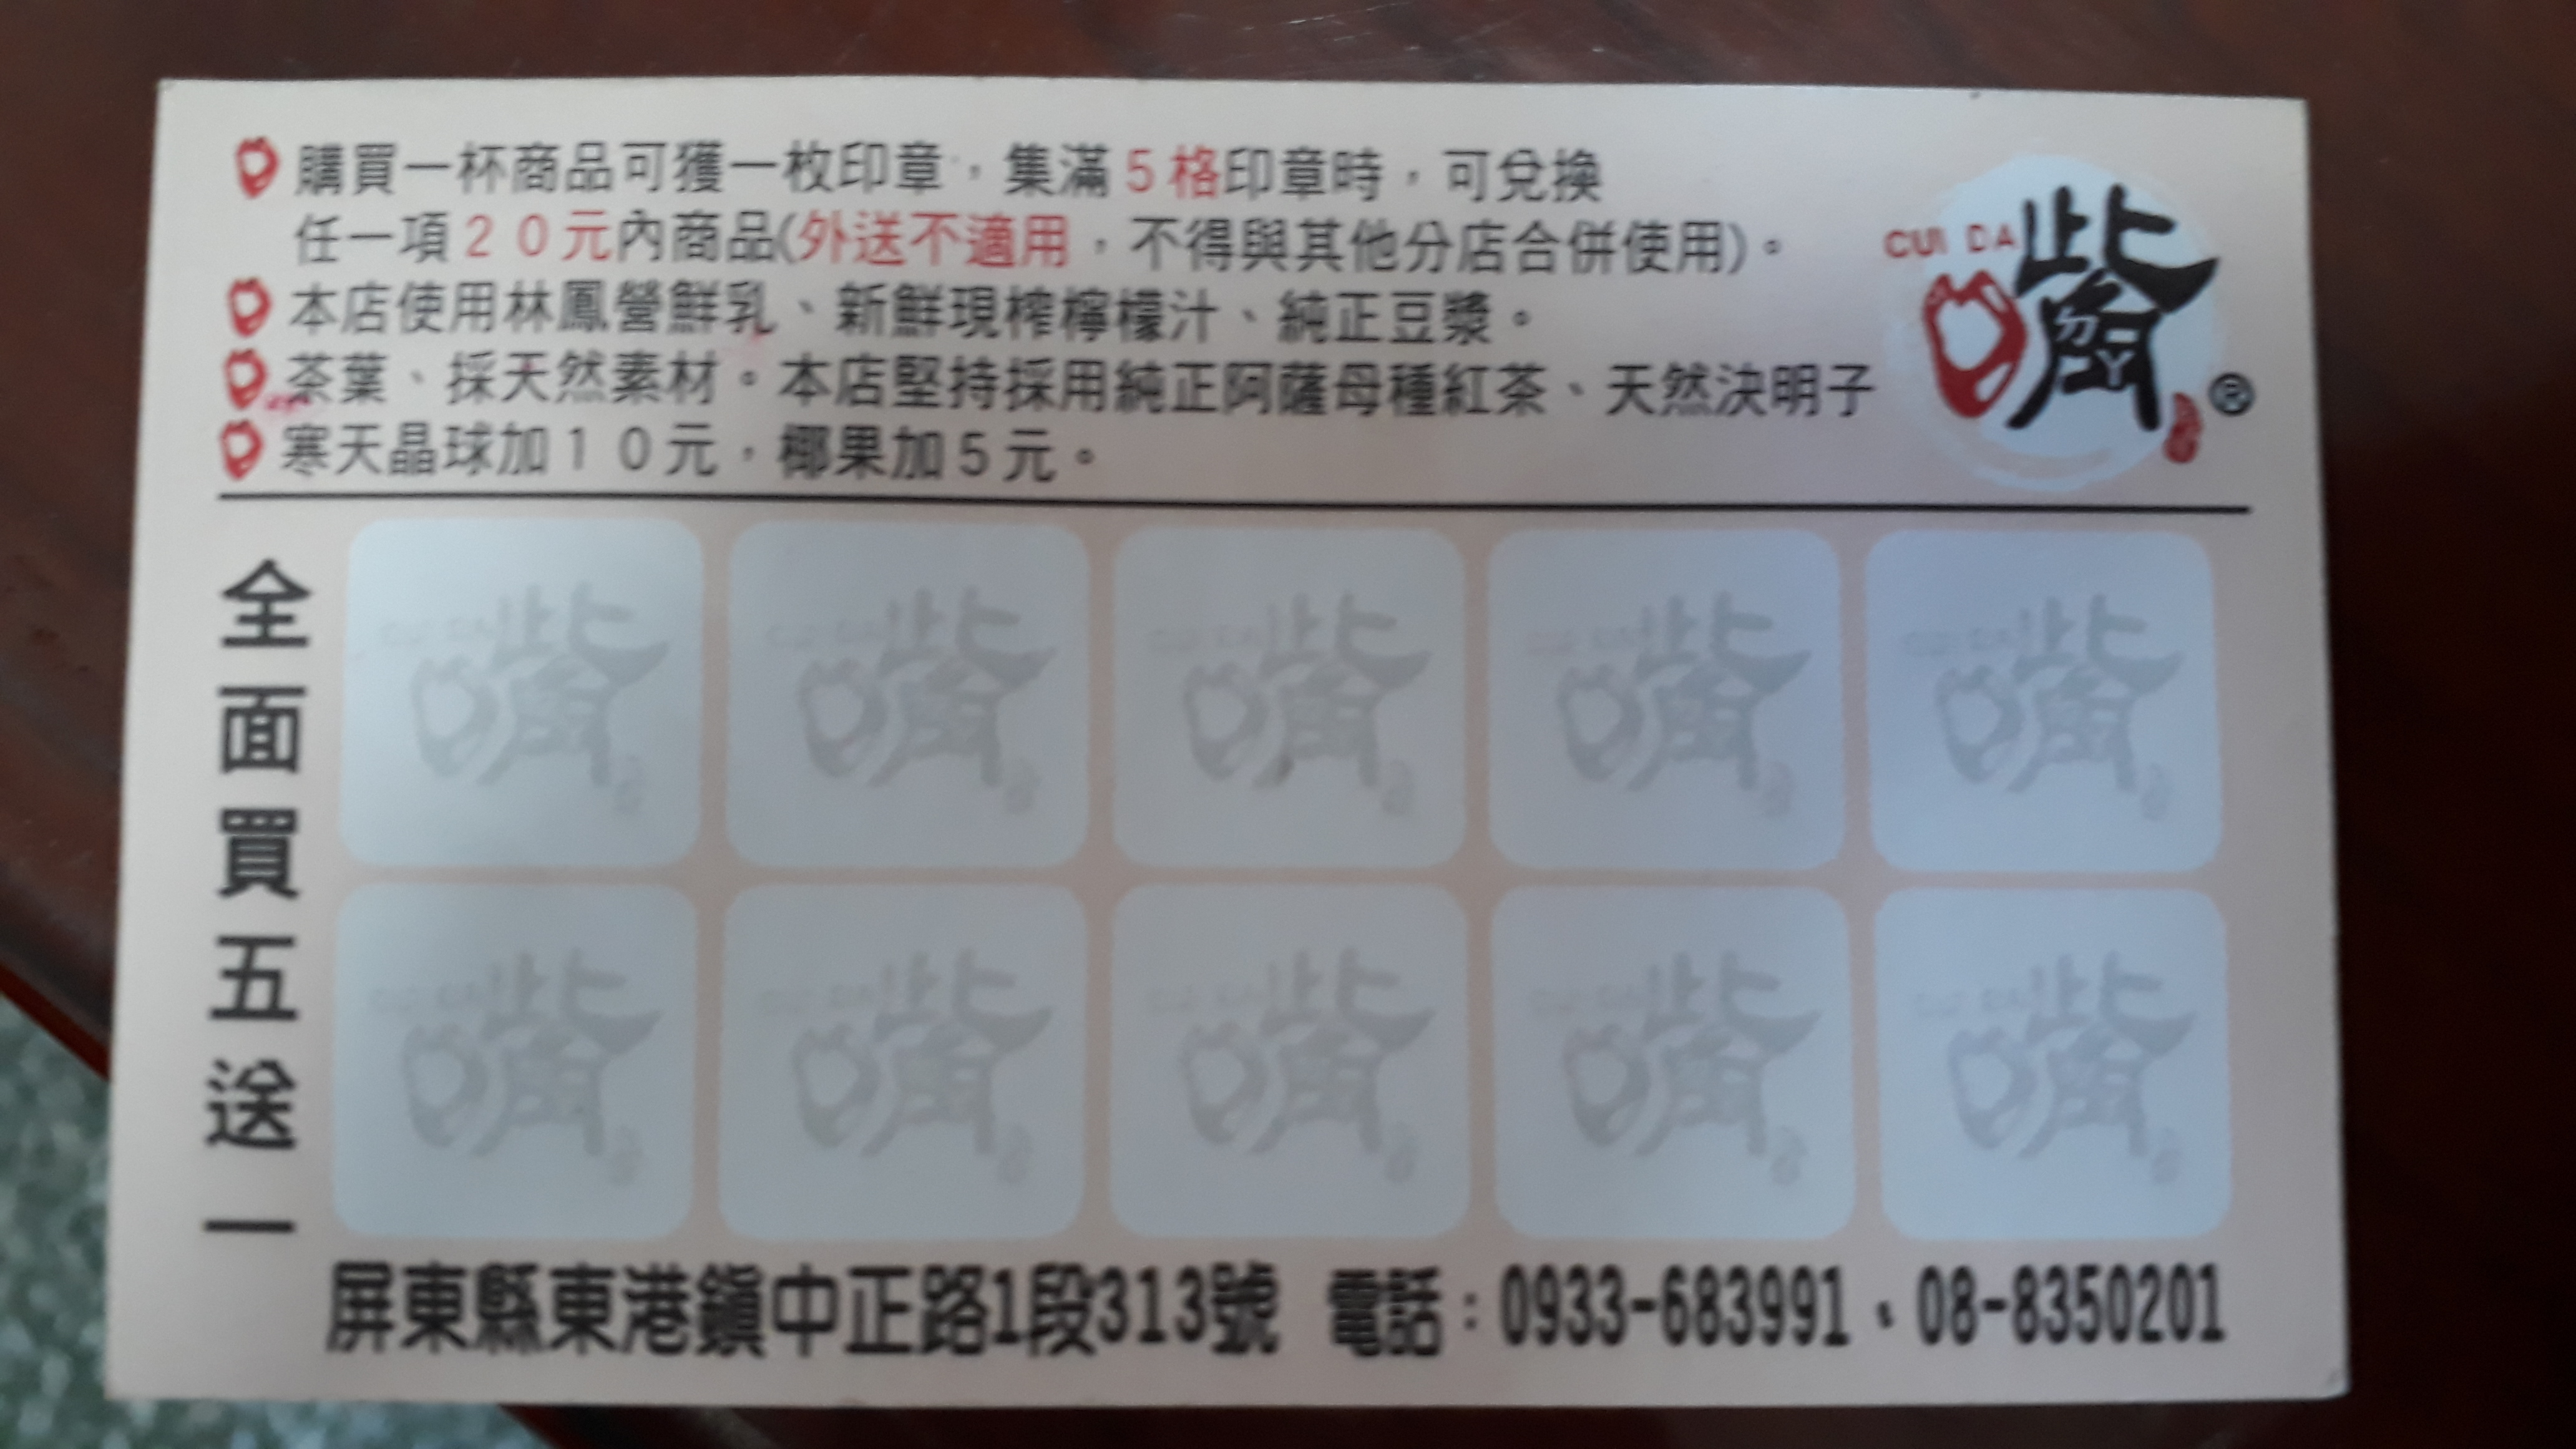 購買一杯商品可獲一枚印章，集滿5格印章時，可兌換
任一項20元內商品(外送不適用，不得與其他分店合併使用)。
本店使用林鳳營鮮乳、新鮮現榨檸檬汁、純正豆漿。
茶葉、採天然素材。本店堅持採用純正阿薩母種紅茶、天然決明子
寒天晶球加10元，椰果加5元。
CUI DA
®
全面買五送一
屏東縣東港鎮中正路1段313號 電話：0933-683991、08-8350201